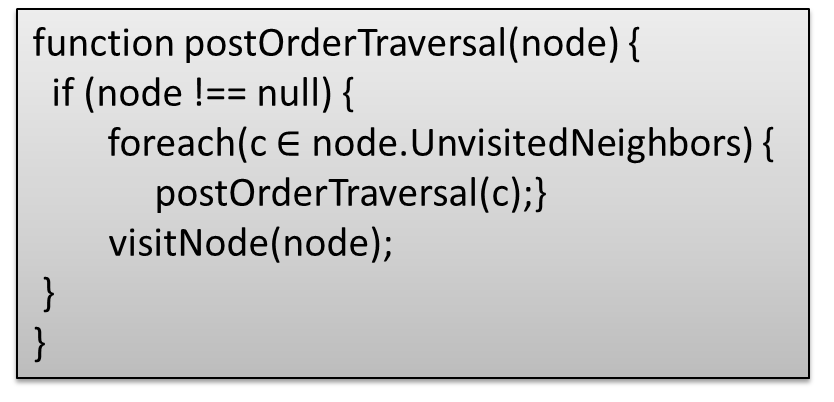 function postOrderTraversal(node) {
if (node !== null) {
foreach(c ∈ node.UnvisitedNeighbors) {
postOrderTraversal(c);}
visitNode(node);
}
}